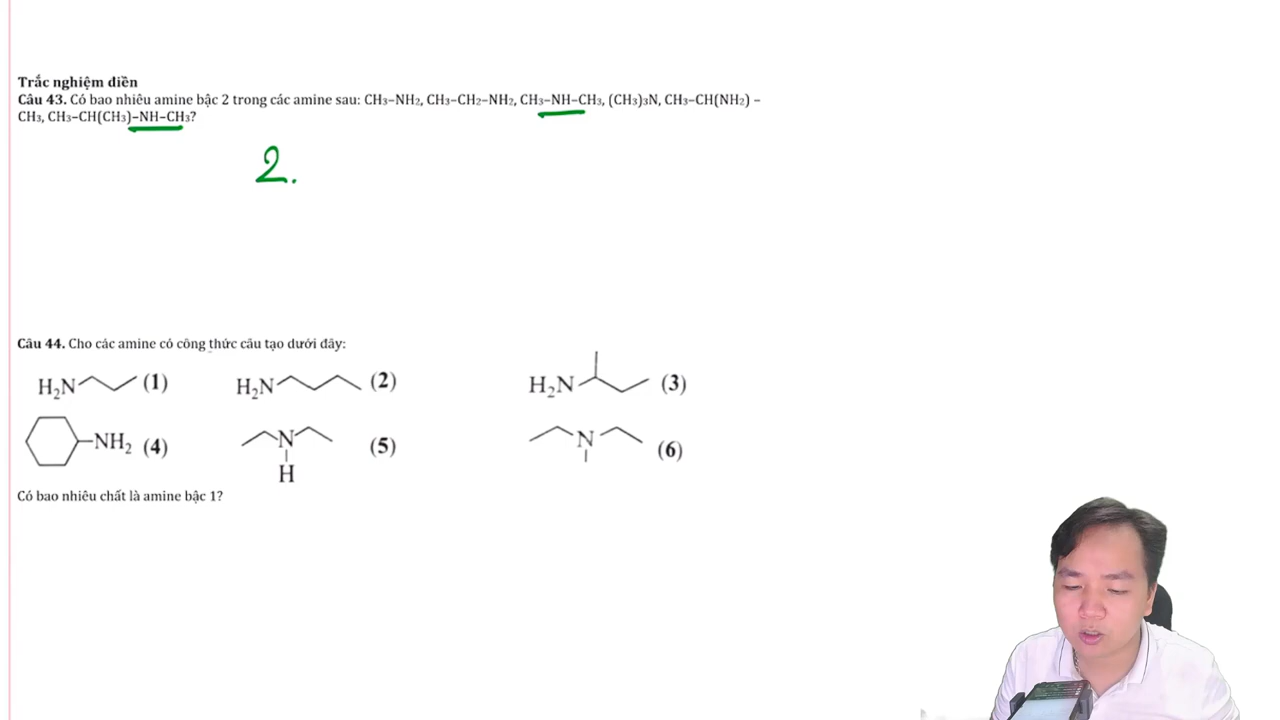 Trắc nghiệm điền
Câu 43. Có bao nhiêu amine bậc 2 trong các amine sau: CH₃–NH₂, CH₃–CH₂–NH₂, CH₃–NH–CH₃, (CH₃)₃N, CH₃–CH(NH₂) –
CH₃, CH₃–CH(CH₃)–NH–CH₃?
2.
Câu 44. Cho các amine có công thức cấu tạo dưới đây:
H₂N (1) H₂N (2) H₂N (3)
NH₂ (4) N H (5) N (6)
Có bao nhiêu chất là amine bậc 1?